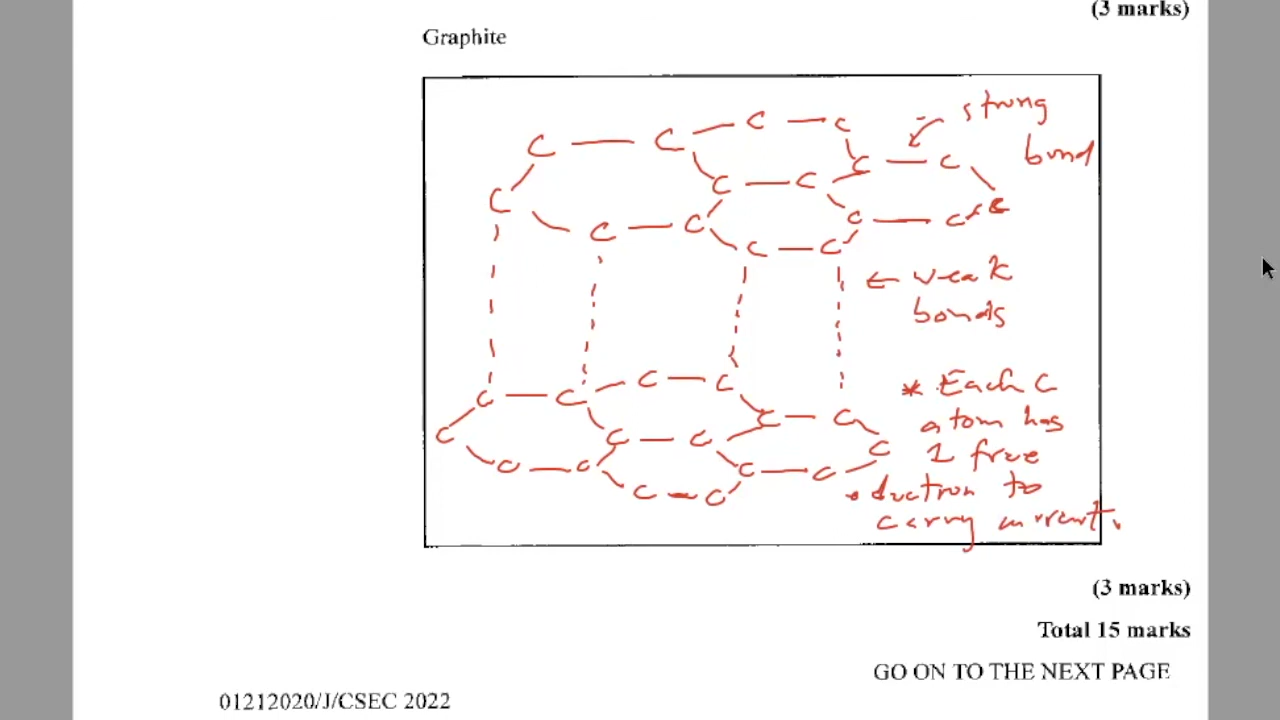 (3 marks)
Graphite
C C C C
C C C C C
C C C C C C
C C
strong
bond
← weak
bonds
C C C C
C C C C C C
C C C C C C
C C
* Each C
atom has
1 free
electron to
carry current.
(3 marks)
Total 15 marks
GO ON TO THE NEXT PAGE
01212020/J/CSEC 2022